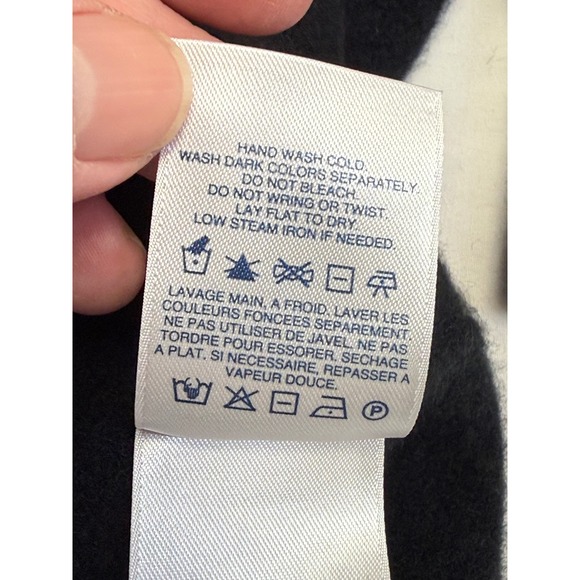 HAND WASH COLD.
WASH DARK COLORS SEPARATELY.
DO NOT BLEACH.
DO NOT WRING OR TWIST.
LAY FLAT TO DRY
LOW STEAM IRON IF NEEDED.
LAVAGE MAIN, A FROID. LAVER LES
COULEURS FONCEES SEPAREMENT.
NE PAS UTILISER DE JAVEL. NE PAS
TORDRE POUR ESSORER. SECHAGE
A PLAT. SI NECESSAIRE, REPASSER A
VAPEUR DOUCE.
P